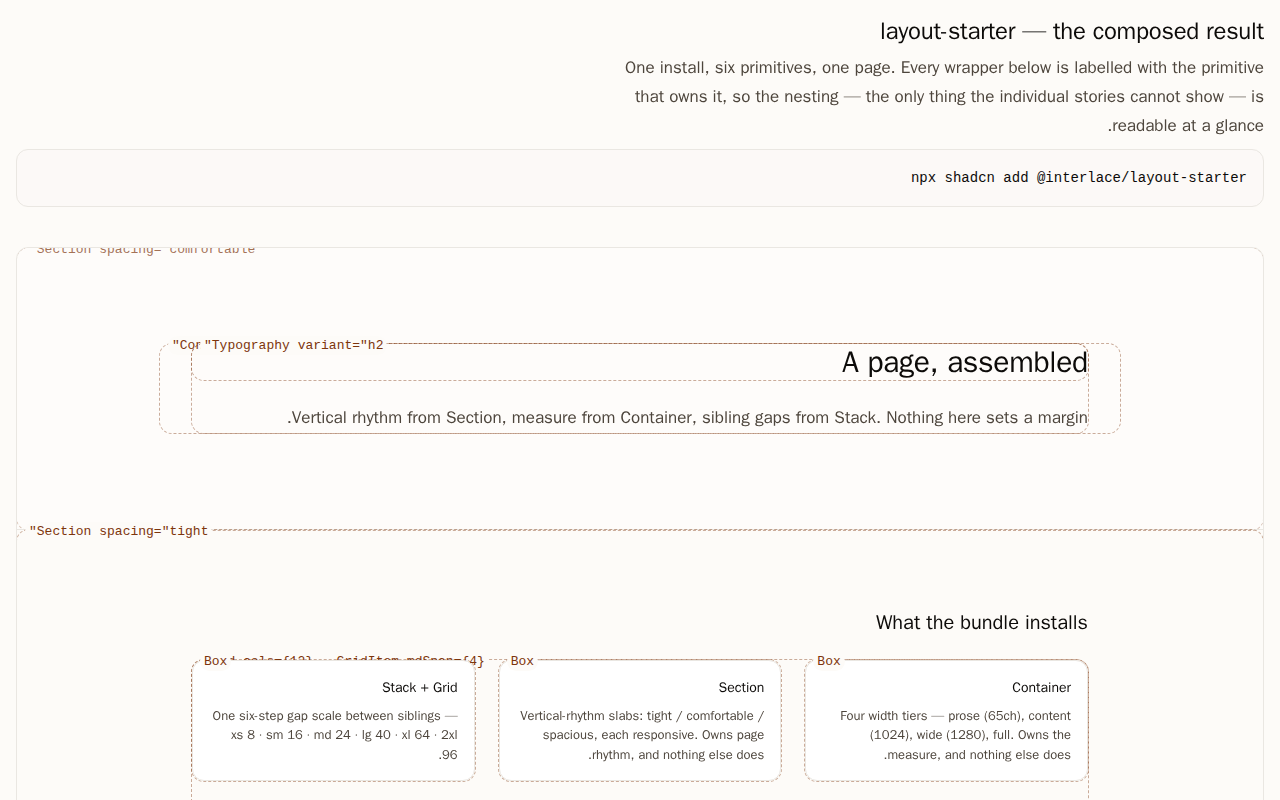 layout-starter — the composed result
One install, six primitives, one page. Every wrapper below is labelled with the primitive
that owns it, so the nesting — the only thing the individual stories cannot show — is
.readable at a glance
npx shadcn add @interlace/layout-starter
"Typography variant="h2
A page, assembled
.Vertical rhythm from Section, measure from Container, sibling gaps from Stack. Nothing here sets a margin
"Section spacing="tight
What the bundle installs
Box
Container
Four width tiers — prose (65ch), content
(1024), wide (1280), full. Owns the
.measure, and nothing else does
Box
Section
Vertical-rhythm slabs: tight / comfortable /
spacious, each responsive. Owns page
.rhythm, and nothing else does
Box
Stack + Grid
One six-step gap scale between siblings —
xs 8 · sm 16 · md 24 · lg 40 · xl 64 · 2xl
.96